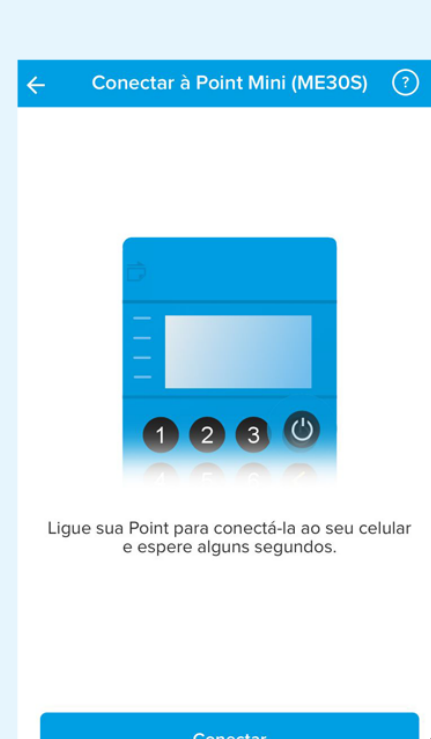 Conectar à Point Mini (ME30S) ?
1 2 3
Ligue sua Point para conectá-la ao seu celular
e espere alguns segundos.
Conectar